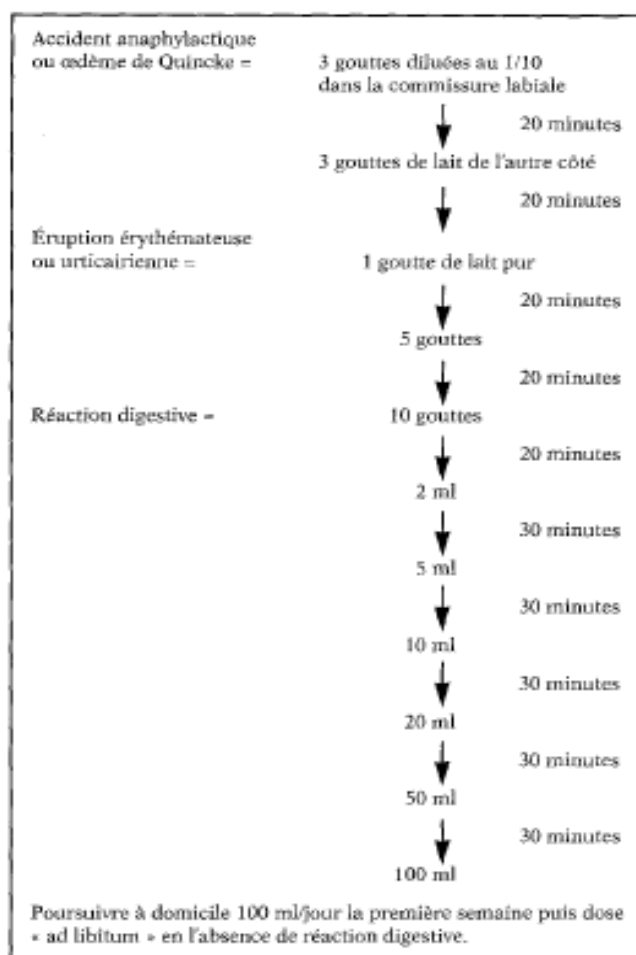 Accident anaphylactique
ou œdème de Quincke =
3 gouttes diluées au 1/10
dans la commissure labiale
20 minutes
3 gouttes de lait de l'autre côté
20 minutes
Éruption érythémateuse
ou urticairienne =
1 goutte de lait pur
20 minutes
5 gouttes
20 minutes
Réaction digestive =
10 gouttes
20 minutes
2 ml
30 minutes
5 ml
30 minutes
10 ml
30 minutes
20 ml
30 minutes
50 ml
30 minutes
100 ml
Poursuivre à domicile 100 ml/jour la première semaine puis dose
« ad libitum » en l'absence de réaction digestive.